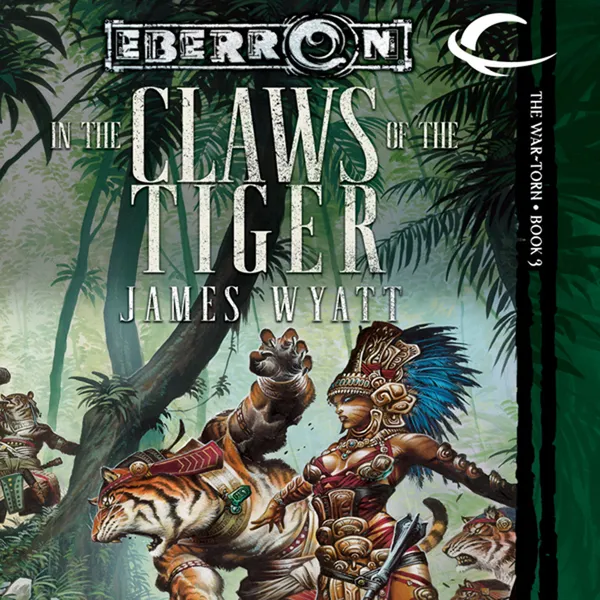 EBERRON
IN THE CLAWS OF THE
TIGER
JAMES WYATT
THE WAR-TORN • BOOK 3